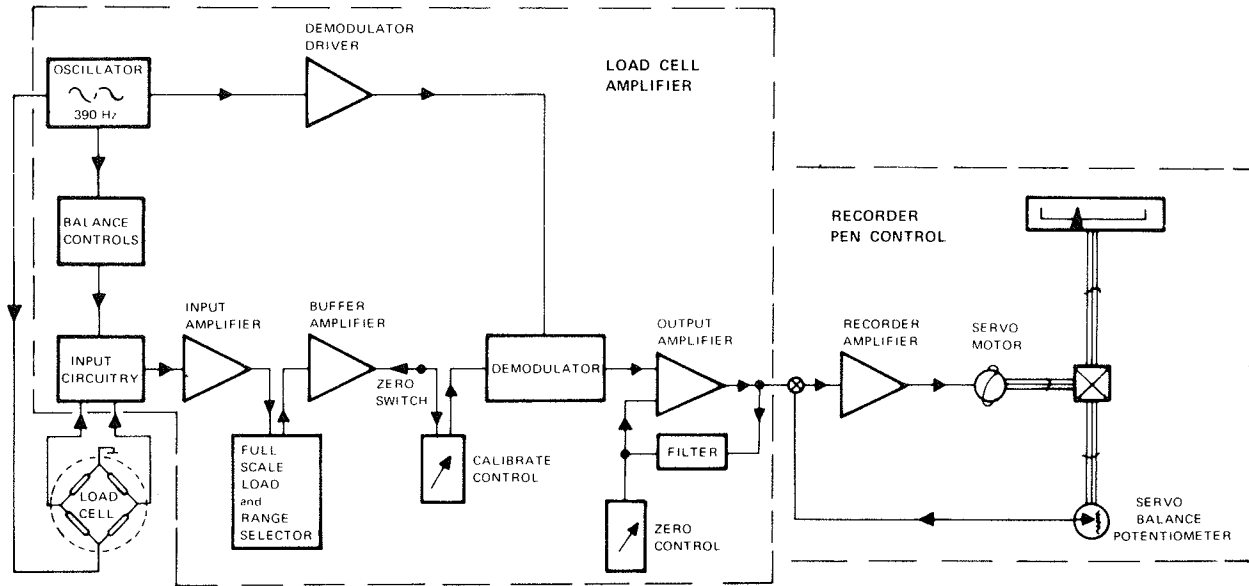 DEMODULATOR
DRIVER
OSCILLATOR
390 Hz
LOAD CELL
AMPLIFIER
BALANCE
CONTROLS
RECORDER
PEN CONTROL
INPUT
AMPLIFIER
BUFFER
AMPLIFIER
OUTPUT
AMPLIFIER
RECORDER
AMPLIFIER
SERVO
MOTOR
INPUT
CIRCUITRY
ZERO
SWITCH
DEMODULATOR
FULL
SCALE
LOAD
and
RANGE
SELECTOR
CALIBRATE
CONTROL
FILTER
LOAD
CELL
ZERO
CONTROL
SERVO
BALANCE
POTENTIOMETER